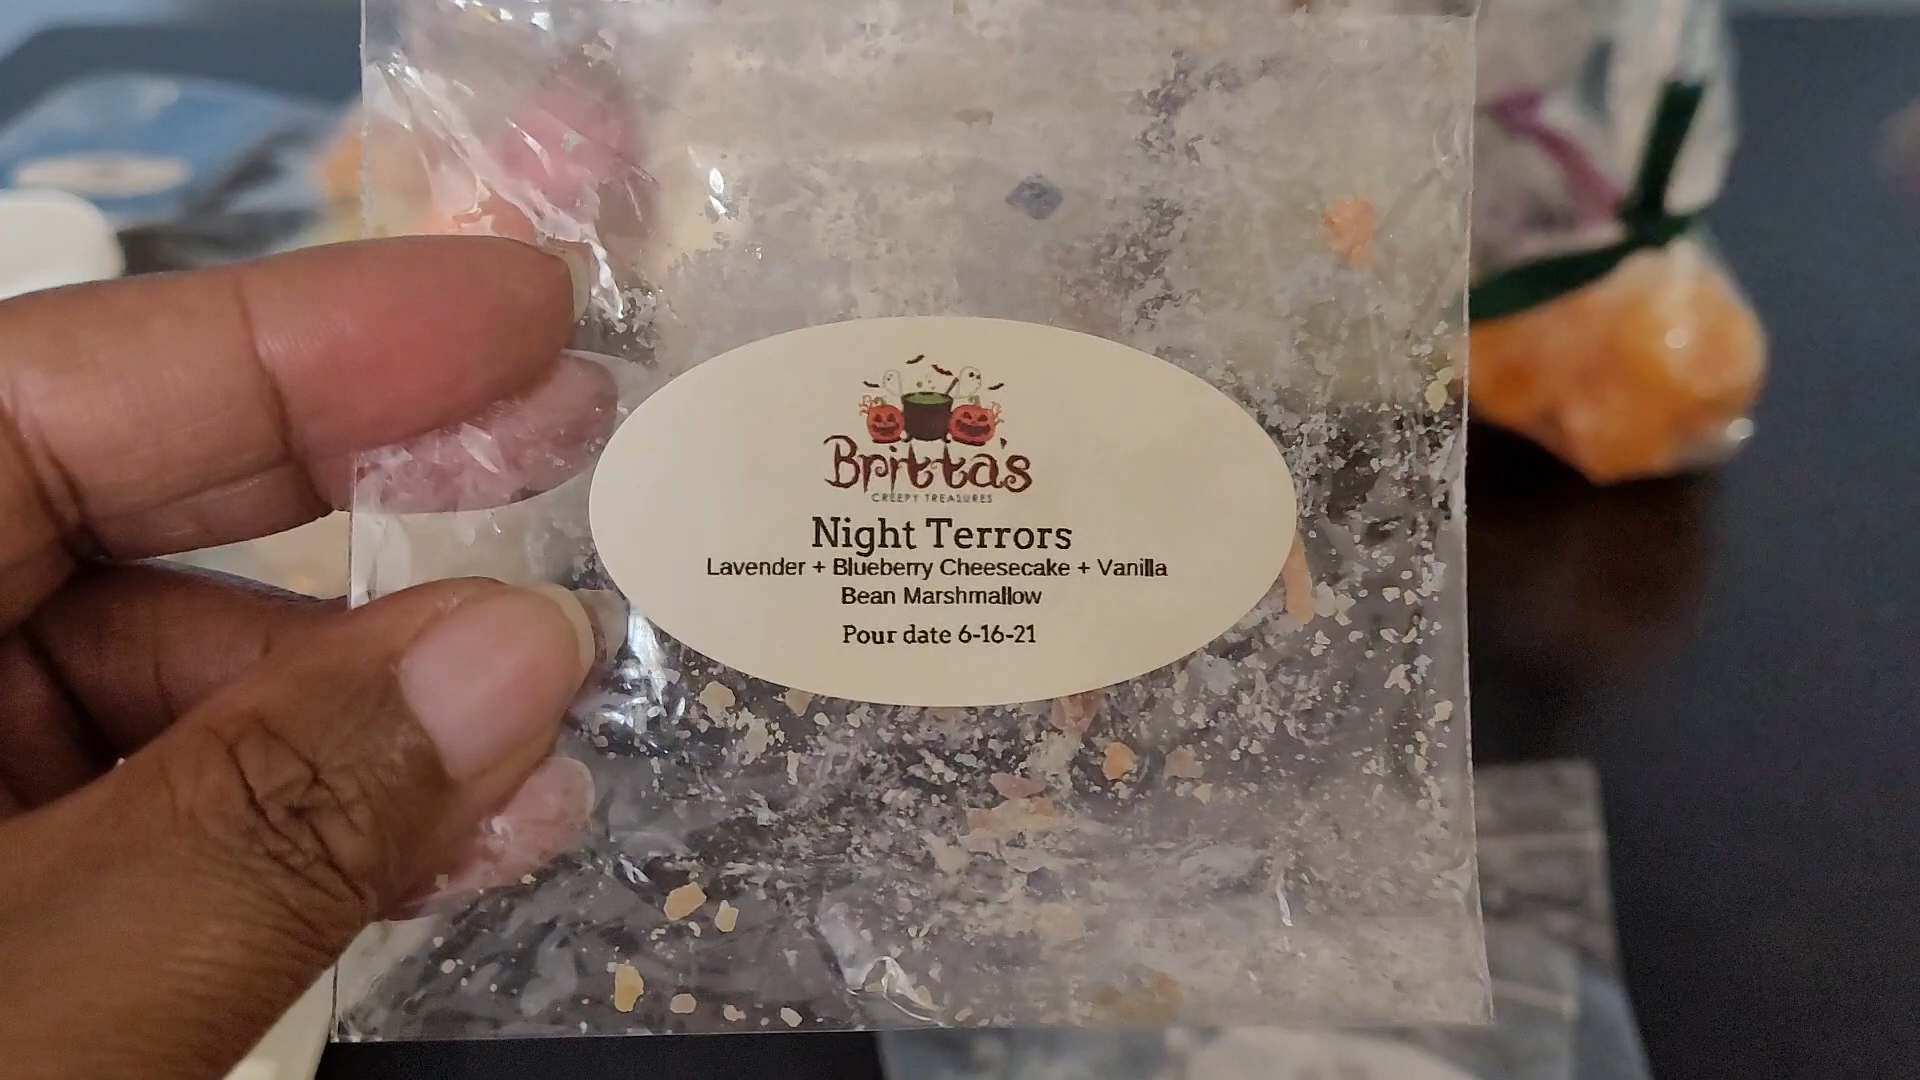 Britta's
CREEPY TREASURES
Night Terrors
Lavender + Blueberry Cheesecake + Vanilla
Bean Marshmallow
Pour date 6-16-21